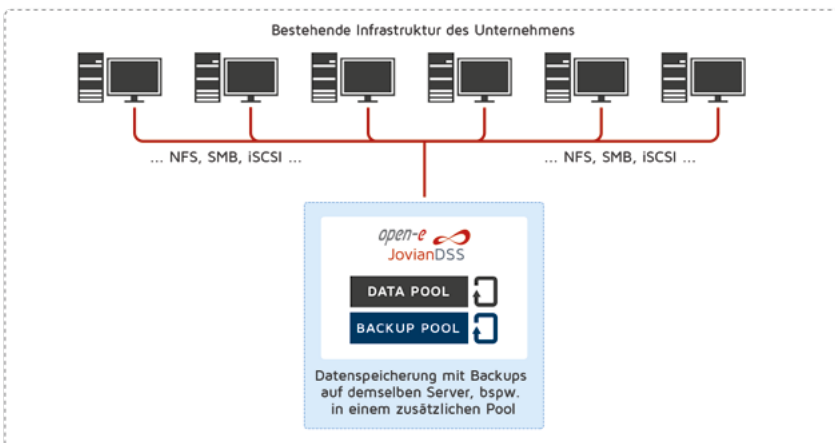 Bestehende Infrastruktur des Unternehmens
... NFS, SMB, iSCSI ...
... NFS, SMB, iSCSI ...
open-e
JovianDSS
DATA POOL
BACKUP POOL
Datenspeicherung mit Backups
auf demselben Server, bspw.
in einem zusätzlichen Pool